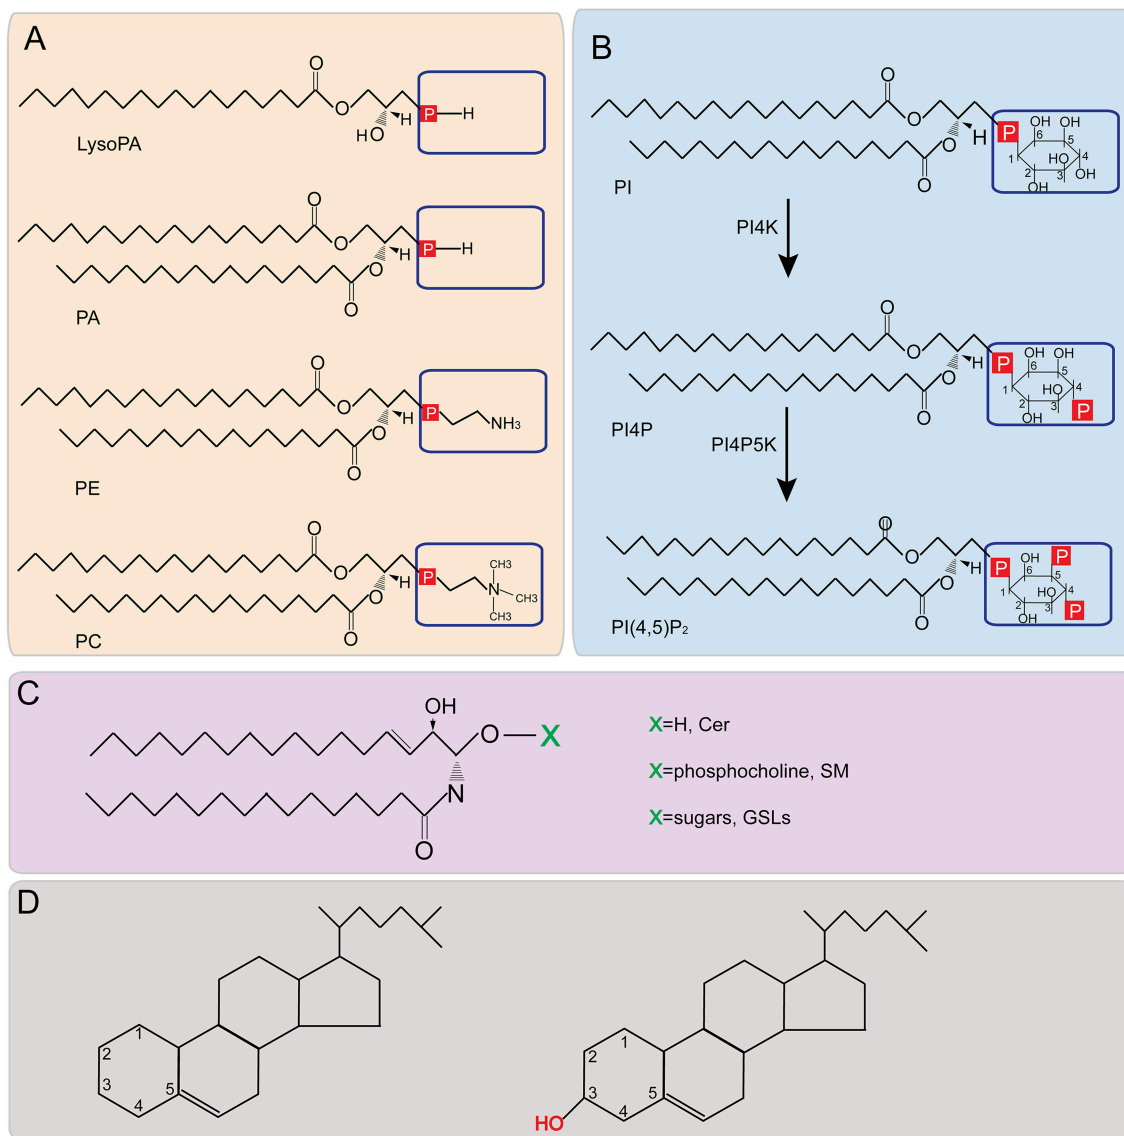 A
O
O
HO
H
P
H
LysoPA
O
O
O
H
P
H
O
PA
O
O
O
H
P
NH3
O
PE
O
O
O
H
P
N
CH3
CH3
CH3
O
PC
B
O
O
O
H
P
OH
OH
6
5
1
HO
4
2
3
OH
OH
O
PI
PI4K
O
O
O
H
P
OH
OH
6
5
1
HO
4
2
3
P
OH
O
PI4P
PI4P5K
O
O
O
H
P
OH
P
6
5
1
HO
4
2
3
P
OH
O
PI(4,5)P2
C
OH
O
X
N
O
X=H, Cer
X=phosphocholine, SM
X=sugars, GSLs
D
1
2
3
5
4
1
2
3
5
4
HO